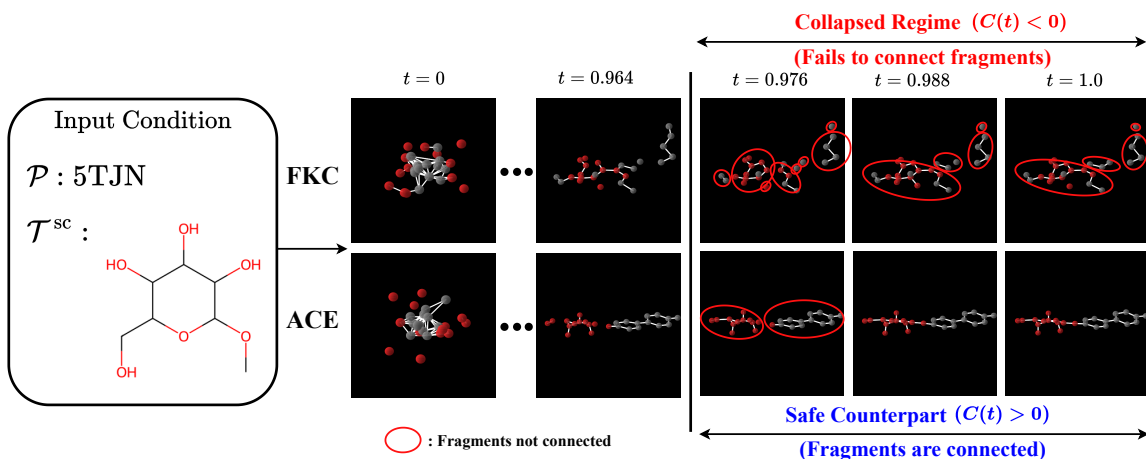 Collapsed Regime (C(t) < 0)
(Fails to connect fragments)
t = 0
t = 0.964
t = 0.976
t = 0.988
t = 1.0
Input Condition
𝒫 : 5TJN
𝒯^sc :
OH
HO
OH
HO
O
O
OH
FKC
•••
ACE
•••
Safe Counterpart (C(t) > 0)
(Fragments are connected)
: Fragments not connected